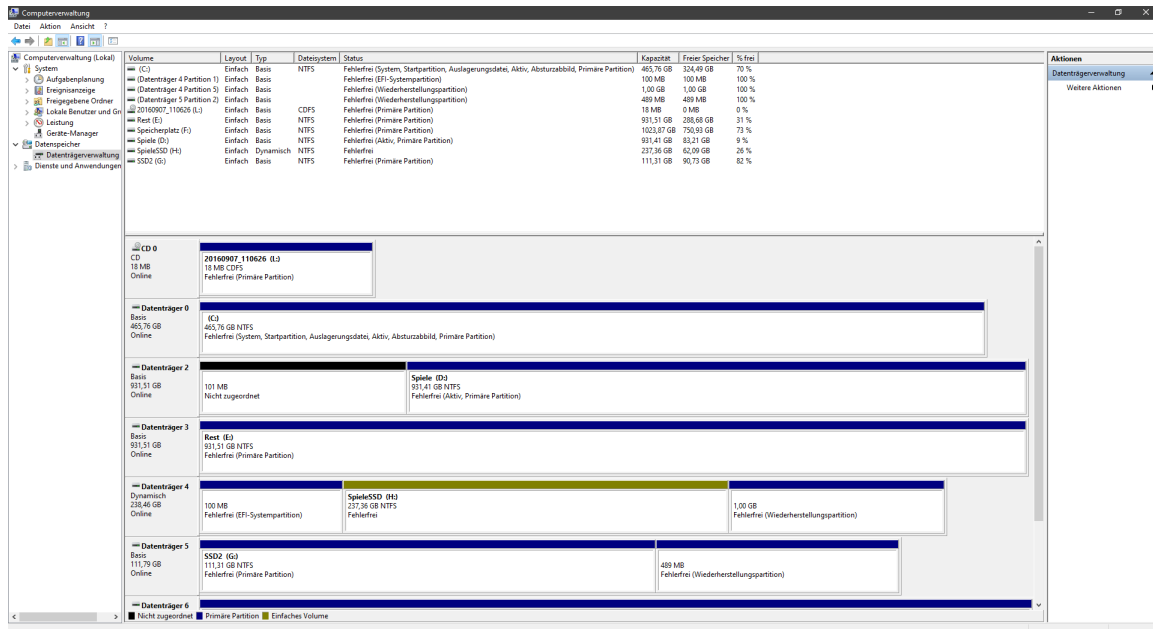 Computerverwaltung
Datei Aktion Ansicht ?
Computerverwaltung (Lokal)
System
Aufgabenplanung
Ereignisanzeige
Freigegebene Ordner
Lokale Benutzer und Gr
Leistung
Geräte-Manager
Datenspeicher
Datenträgerverwaltung
Dienste und Anwendungen
Volume Layout Typ Dateisystem Status Kapazität Freier Speicher % frei
(C:) Einfach Basis NTFS Fehlerfrei (System, Startpartition, Auslagerungsdatei, Aktiv, Absturzabbild, Primäre Partition) 465,76 GB 324,49 GB 70 %
(Datenträger 4 Partition 1) Einfach Basis Fehlerfrei (EFI-Systempartition) 100 MB 100 MB 100 %
(Datenträger 4 Partition 5) Einfach Basis Fehlerfrei (Wiederherstellungspartition) 1,00 GB 1,00 GB 100 %
(Datenträger 5 Partition 2) Einfach Basis Fehlerfrei (Wiederherstellungspartition) 489 MB 489 MB 100 %
20160907_110626 (L:) Einfach Basis CDFS Fehlerfrei (Primäre Partition) 18 MB 0 MB 0 %
Rest (E:) Einfach Basis NTFS Fehlerfrei (Primäre Partition) 931,51 GB 288,68 GB 31 %
Speicherplatz (F:) Einfach Basis NTFS Fehlerfrei (Primäre Partition) 1023,87 GB 750,93 GB 73 %
Spiele (D:) Einfach Basis NTFS Fehlerfrei (Aktiv, Primäre Partition) 931,41 GB 83,21 GB 9 %
SpieleSSD (H:) Einfach Dynamisch NTFS Fehlerfrei 237,36 GB 62,09 GB 26 %
SSD2 (G:) Einfach Basis NTFS Fehlerfrei (Primäre Partition) 111,31 GB 90,73 GB 82 %
Aktionen
Datenträgerverwaltung
Weitere Aktionen
CD 0
CD
18 MB
Online
20160907_110626 (L:)
18 MB CDFS
Fehlerfrei (Primäre Partition)
Datenträger 0
Basis
465,76 GB
Online
(C:)
465,76 GB NTFS
Fehlerfrei (System, Startpartition, Auslagerungsdatei, Aktiv, Absturzabbild, Primäre Partition)
Datenträger 2
Basis
931,51 GB
Online
101 MB
Nicht zugeordnet
Spiele (D:)
931,41 GB NTFS
Fehlerfrei (Aktiv, Primäre Partition)
Datenträger 3
Basis
931,51 GB
Online
Rest (E:)
931,51 GB NTFS
Fehlerfrei (Primäre Partition)
Datenträger 4
Dynamisch
238,46 GB
Online
100 MB
Fehlerfrei (EFI-Systempartition)
SpieleSSD (H:)
237,36 GB NTFS
Fehlerfrei
1,00 GB
Fehlerfrei (Wiederherstellungspartition)
Datenträger 5
Basis
111,79 GB
Online
SSD2 (G:)
111,31 GB NTFS
Fehlerfrei (Primäre Partition)
489 MB
Fehlerfrei (Wiederherstellungspartition)
Datenträger 6
Nicht zugeordnet Primäre Partition Einfaches Volume